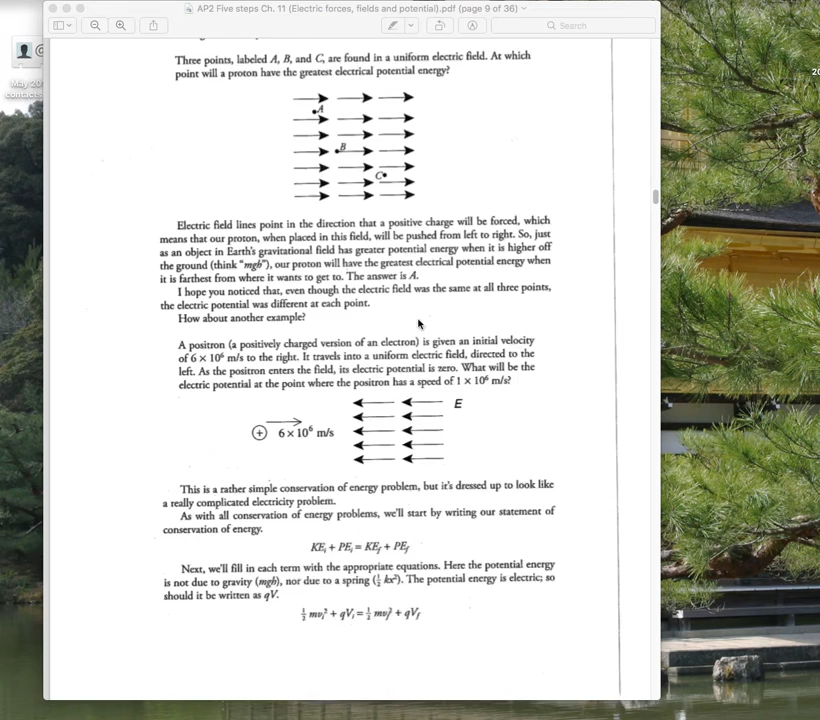 AP2 Five steps Ch. 11 (Electric forces, fields and potential).pdf (page 9 of 36)
Search
Three points, labeled A, B, and C, are found in a uniform electric field. At which
point will a proton have the greatest electrical potential energy?
A
B
C
Electric field lines point in the direction that a positive charge will be forced, which
means that our proton, when placed in this field, will be pushed from left to right. So, just
as an object in Earth's gravitational field has greater potential energy when it is higher off
the ground (think "mgh"), our proton will have the greatest electrical potential energy when
it is farthest from where it wants to get to. The answer is A.
I hope you noticed that, even though the electric field was the same at all three points,
the electric potential was different at each point.
How about another example?
A positron (a positively charged version of an electron) is given an initial velocity
of 6 × 10⁶ m/s to the right. It travels into a uniform electric field, directed to the
left. As the positron enters the field, its electric potential is zero. What will be the
electric potential at the point where the positron has a speed of 1 × 10⁶ m/s?
E
+ 6×10⁶ m/s
This is a rather simple conservation of energy problem, but it's dressed up to look like
a really complicated electricity problem.
As with all conservation of energy problems, we'll start by writing our statement of
conservation of energy.
KEᵢ + PEᵢ = KE_f + PE_f
Next, we'll fill in each term with the appropriate equations. Here the potential energy
is not due to gravity (mgh), nor due to a spring (½ kx²). The potential energy is electric; so
should it be written as qV.
½ mvᵢ² + qVᵢ = ½ mv_f² + qV_f